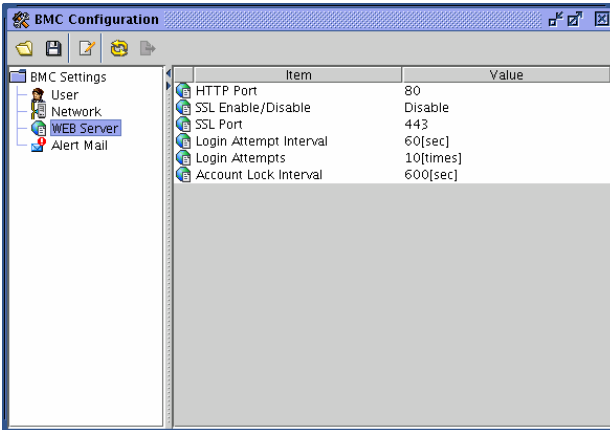 BMC Configuration
BMC Settings
User
Network
WEB Server
Alert Mail
Item Value
HTTP Port 80
SSL Enable/Disable Disable
SSL Port 443
Login Attempt Interval 60[sec]
Login Attempts 10[times]
Account Lock Interval 600[sec]